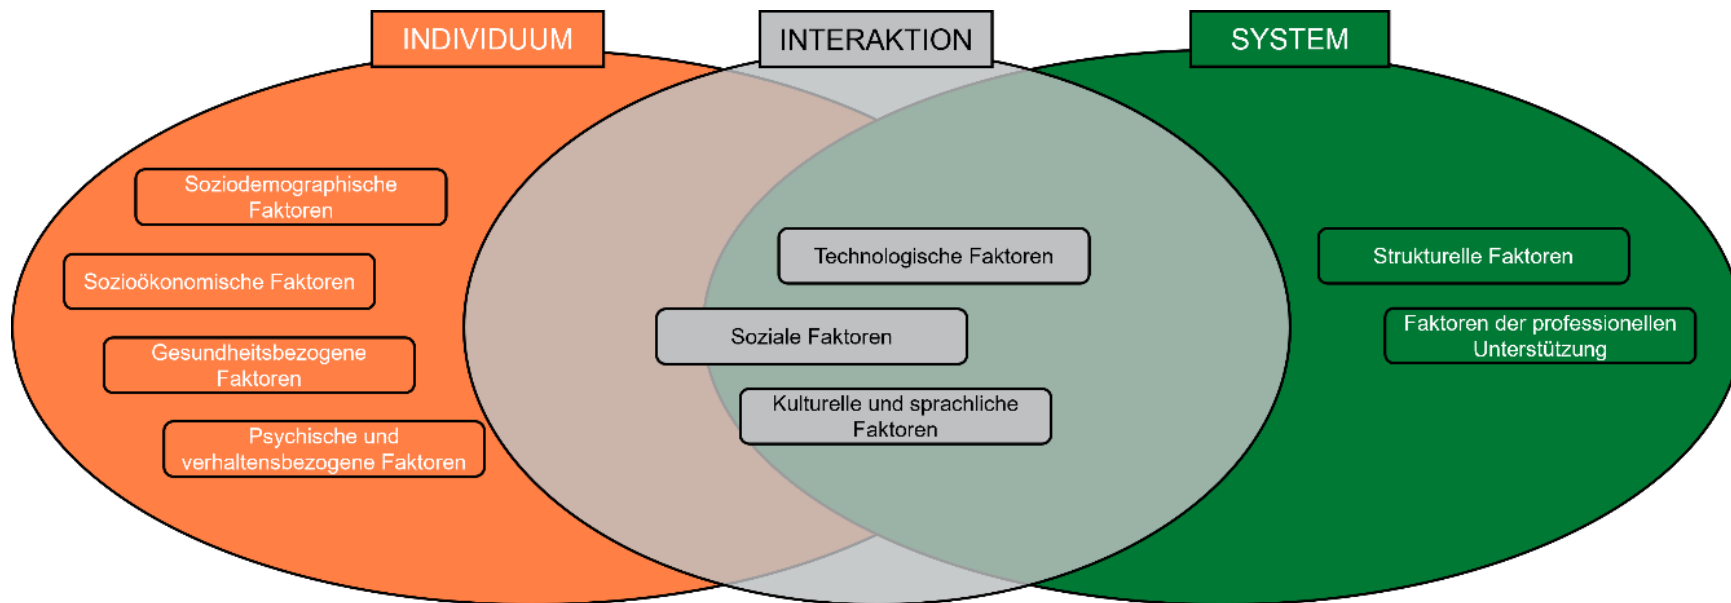 INDIVIDUUM
INTERAKTION
SYSTEM
Soziodemographische
Faktoren
Sozioökonomische Faktoren
Gesundheitsbezogene
Faktoren
Psychische und
verhaltensbezogene Faktoren
Technologische Faktoren
Soziale Faktoren
Kulturelle und sprachliche
Faktoren
Strukturelle Faktoren
Faktoren der professionellen
Unterstützung